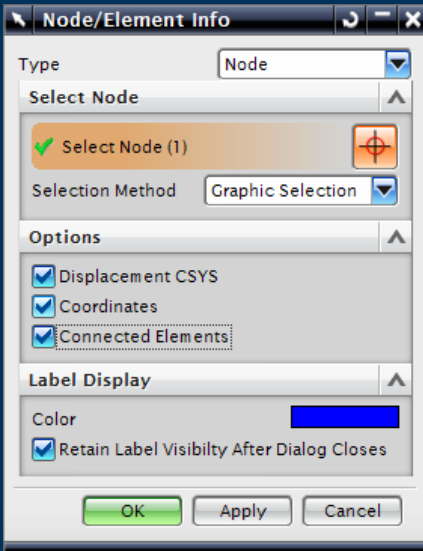 Node/Element Info
Type Node
Select Node
Select Node (1)
Selection Method Graphic Selection
Options
Displacement CSYS
Coordinates
Connected Elements
Label Display
Color
Retain Label Visibilty After Dialog Closes
OK Apply Cancel